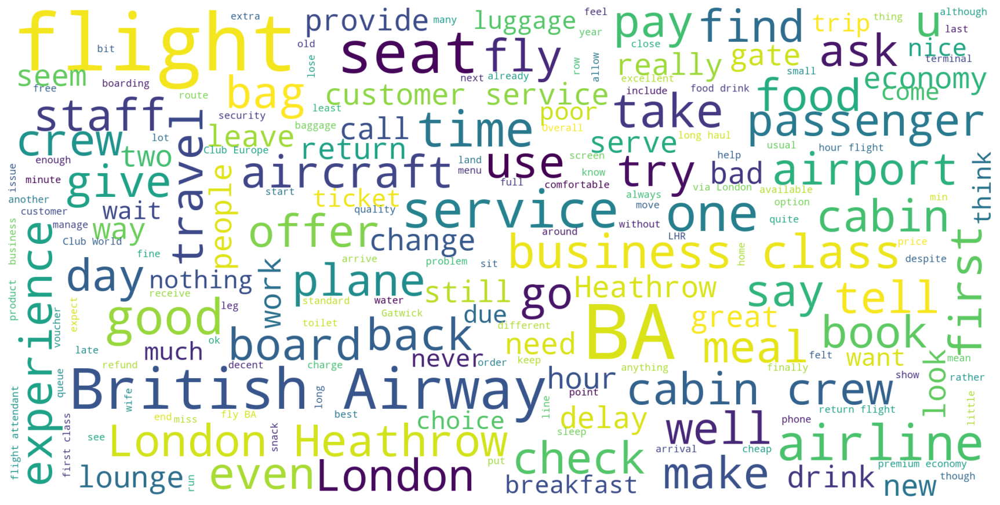 flight
extra
provide
many
luggage
pay
find
trip
thing
u
although
bit
old
seat
fly
year
close
ask
nice
last
seem
lose
row
allow
really
gate
terminal
free
boarding
bag
next
already
excellent
small
economy
route
customer service
include
food drink
food
come
staff
travel
security
least
baggage
call
time
poor
Overall
take
passenger
crew
lot
leave
return
serve
long haul
usual
hour flight
two
Club Europe
enough
land
menu
use
screen
know
help
try
bad
airport
think
issue
minute
give
people
aircraft
start
full
comfortable
via London
available
another
customer
wait
ticket
quality
always
move
option
min
manage
way
service
without
one
quite
cabin
business
experience
Club World
offer
change
around
LHR
price
first
fine
arrive
problem
sit
business class
home
despite
day
nothing
work
plane
still
go
Heathrow
say
tell
product
receive
leg
standard
water
voucher
expect
good
toilet
Gatwick
due
different
BA
great
book
late
much
ok
board
back
need
meal
felt
want
refund
decent
charge
never
order
keep
anything
finally
look
mean
queue
British Airway
hour
cabin crew
show
rather
flight attendant
wife
long
point
little
first class
end
miss
fly BA
best
choice
line
delay
well
phone
return flight
see
London Heathrow
snack
sleep
arrival
cheap
airline
lounge
run
even
London
put
check
breakfast
make
drink
premium economy
new
though